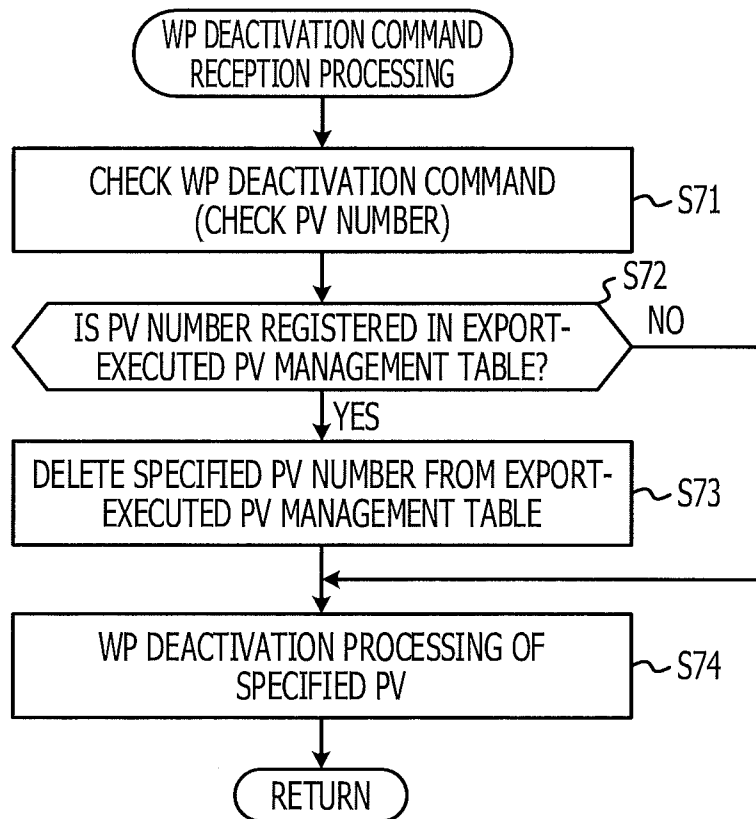 WP DEACTIVATION COMMAND
RECEPTION PROCESSING
CHECK WP DEACTIVATION COMMAND
(CHECK PV NUMBER)
S71
S72
IS PV NUMBER REGISTERED IN EXPORT-
EXECUTED PV MANAGEMENT TABLE?
NO
YES
DELETE SPECIFIED PV NUMBER FROM EXPORT-
EXECUTED PV MANAGEMENT TABLE
S73
WP DEACTIVATION PROCESSING OF
SPECIFIED PV
S74
RETURN